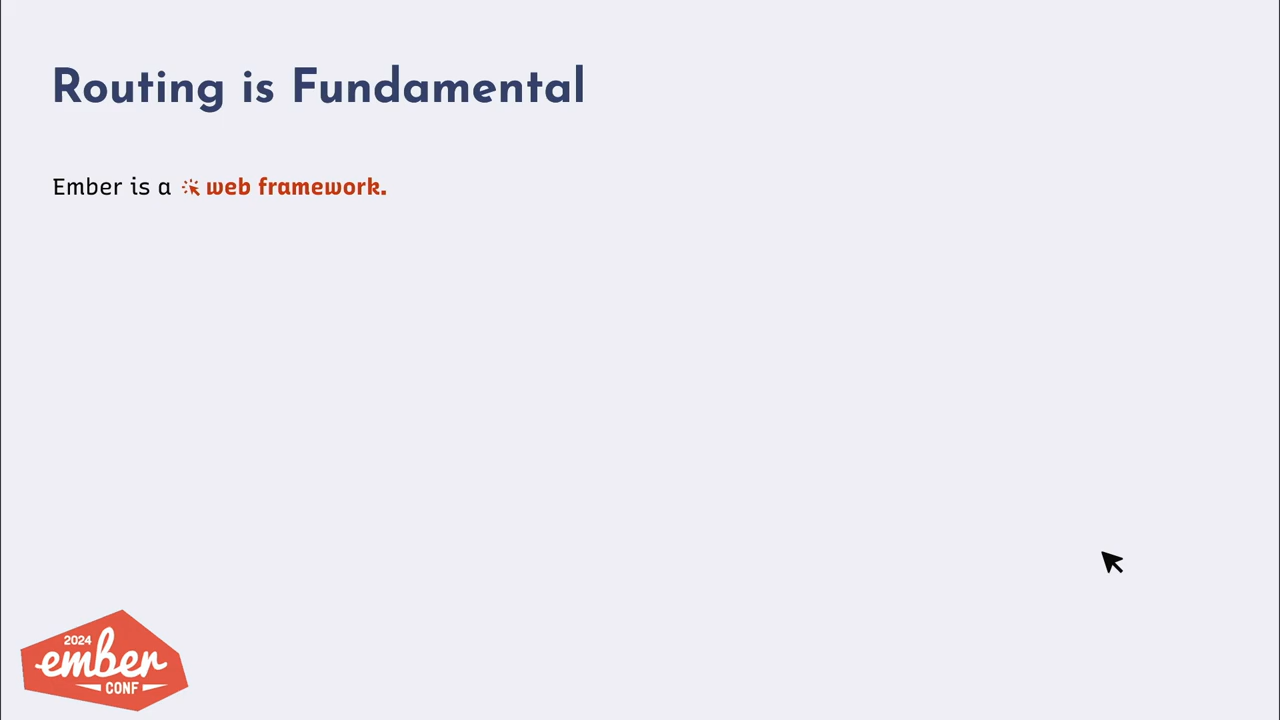 Routing is Fundamental
Ember is a web framework.
2024
ember
CONF